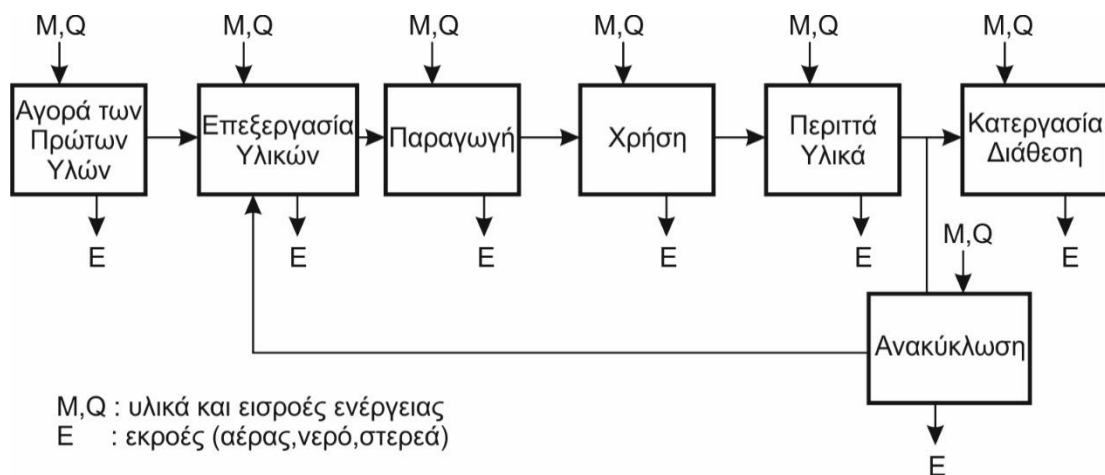 M,Q
M,Q
M,Q
M,Q
M,Q
M,Q
Αγορά των
Πρώτων
Υλών
Επεξεργασία
Υλικών
Παραγωγή
Χρήση
Περιττά
Υλικά
Κατεργασία
Διάθεση
E
E
E
E
E
E
M,Q
Ανακύκλωση
E
M,Q : υλικά και εισροές ενέργειας
E : εκροές (αέρας,νερό,στερεά)